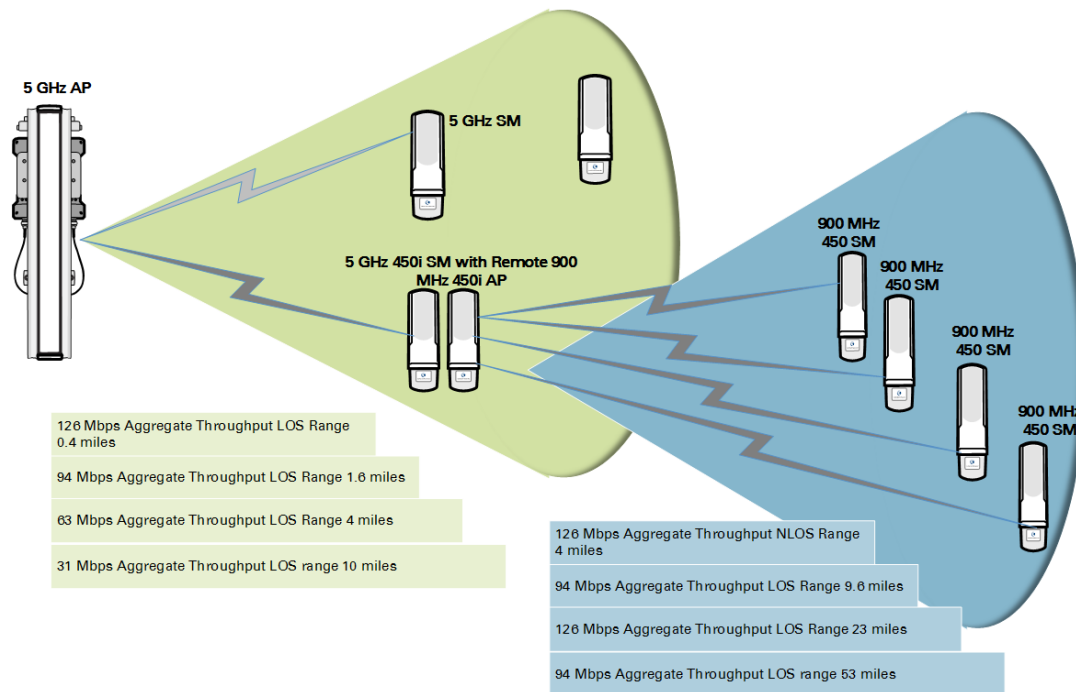 5 GHz AP
5 GHz SM
5 GHz 450i SM with Remote 900
MHz 450i AP
900 MHz
450 SM
900 MHz
450 SM
900 MHz
450 SM
900 MHz
450 SM
126 Mbps Aggregate Throughput LOS Range
0.4 miles
94 Mbps Aggregate Throughput LOS Range 1.6 miles
63 Mbps Aggregate Throughput LOS Range 4 miles
31 Mbps Aggregate Throughput LOS range 10 miles
126 Mbps Aggregate Throughput NLOS Range
4 miles
94 Mbps Aggregate Throughput LOS Range 9.6 miles
126 Mbps Aggregate Throughput LOS Range 23 miles
94 Mbps Aggregate Throughput LOS range 53 miles